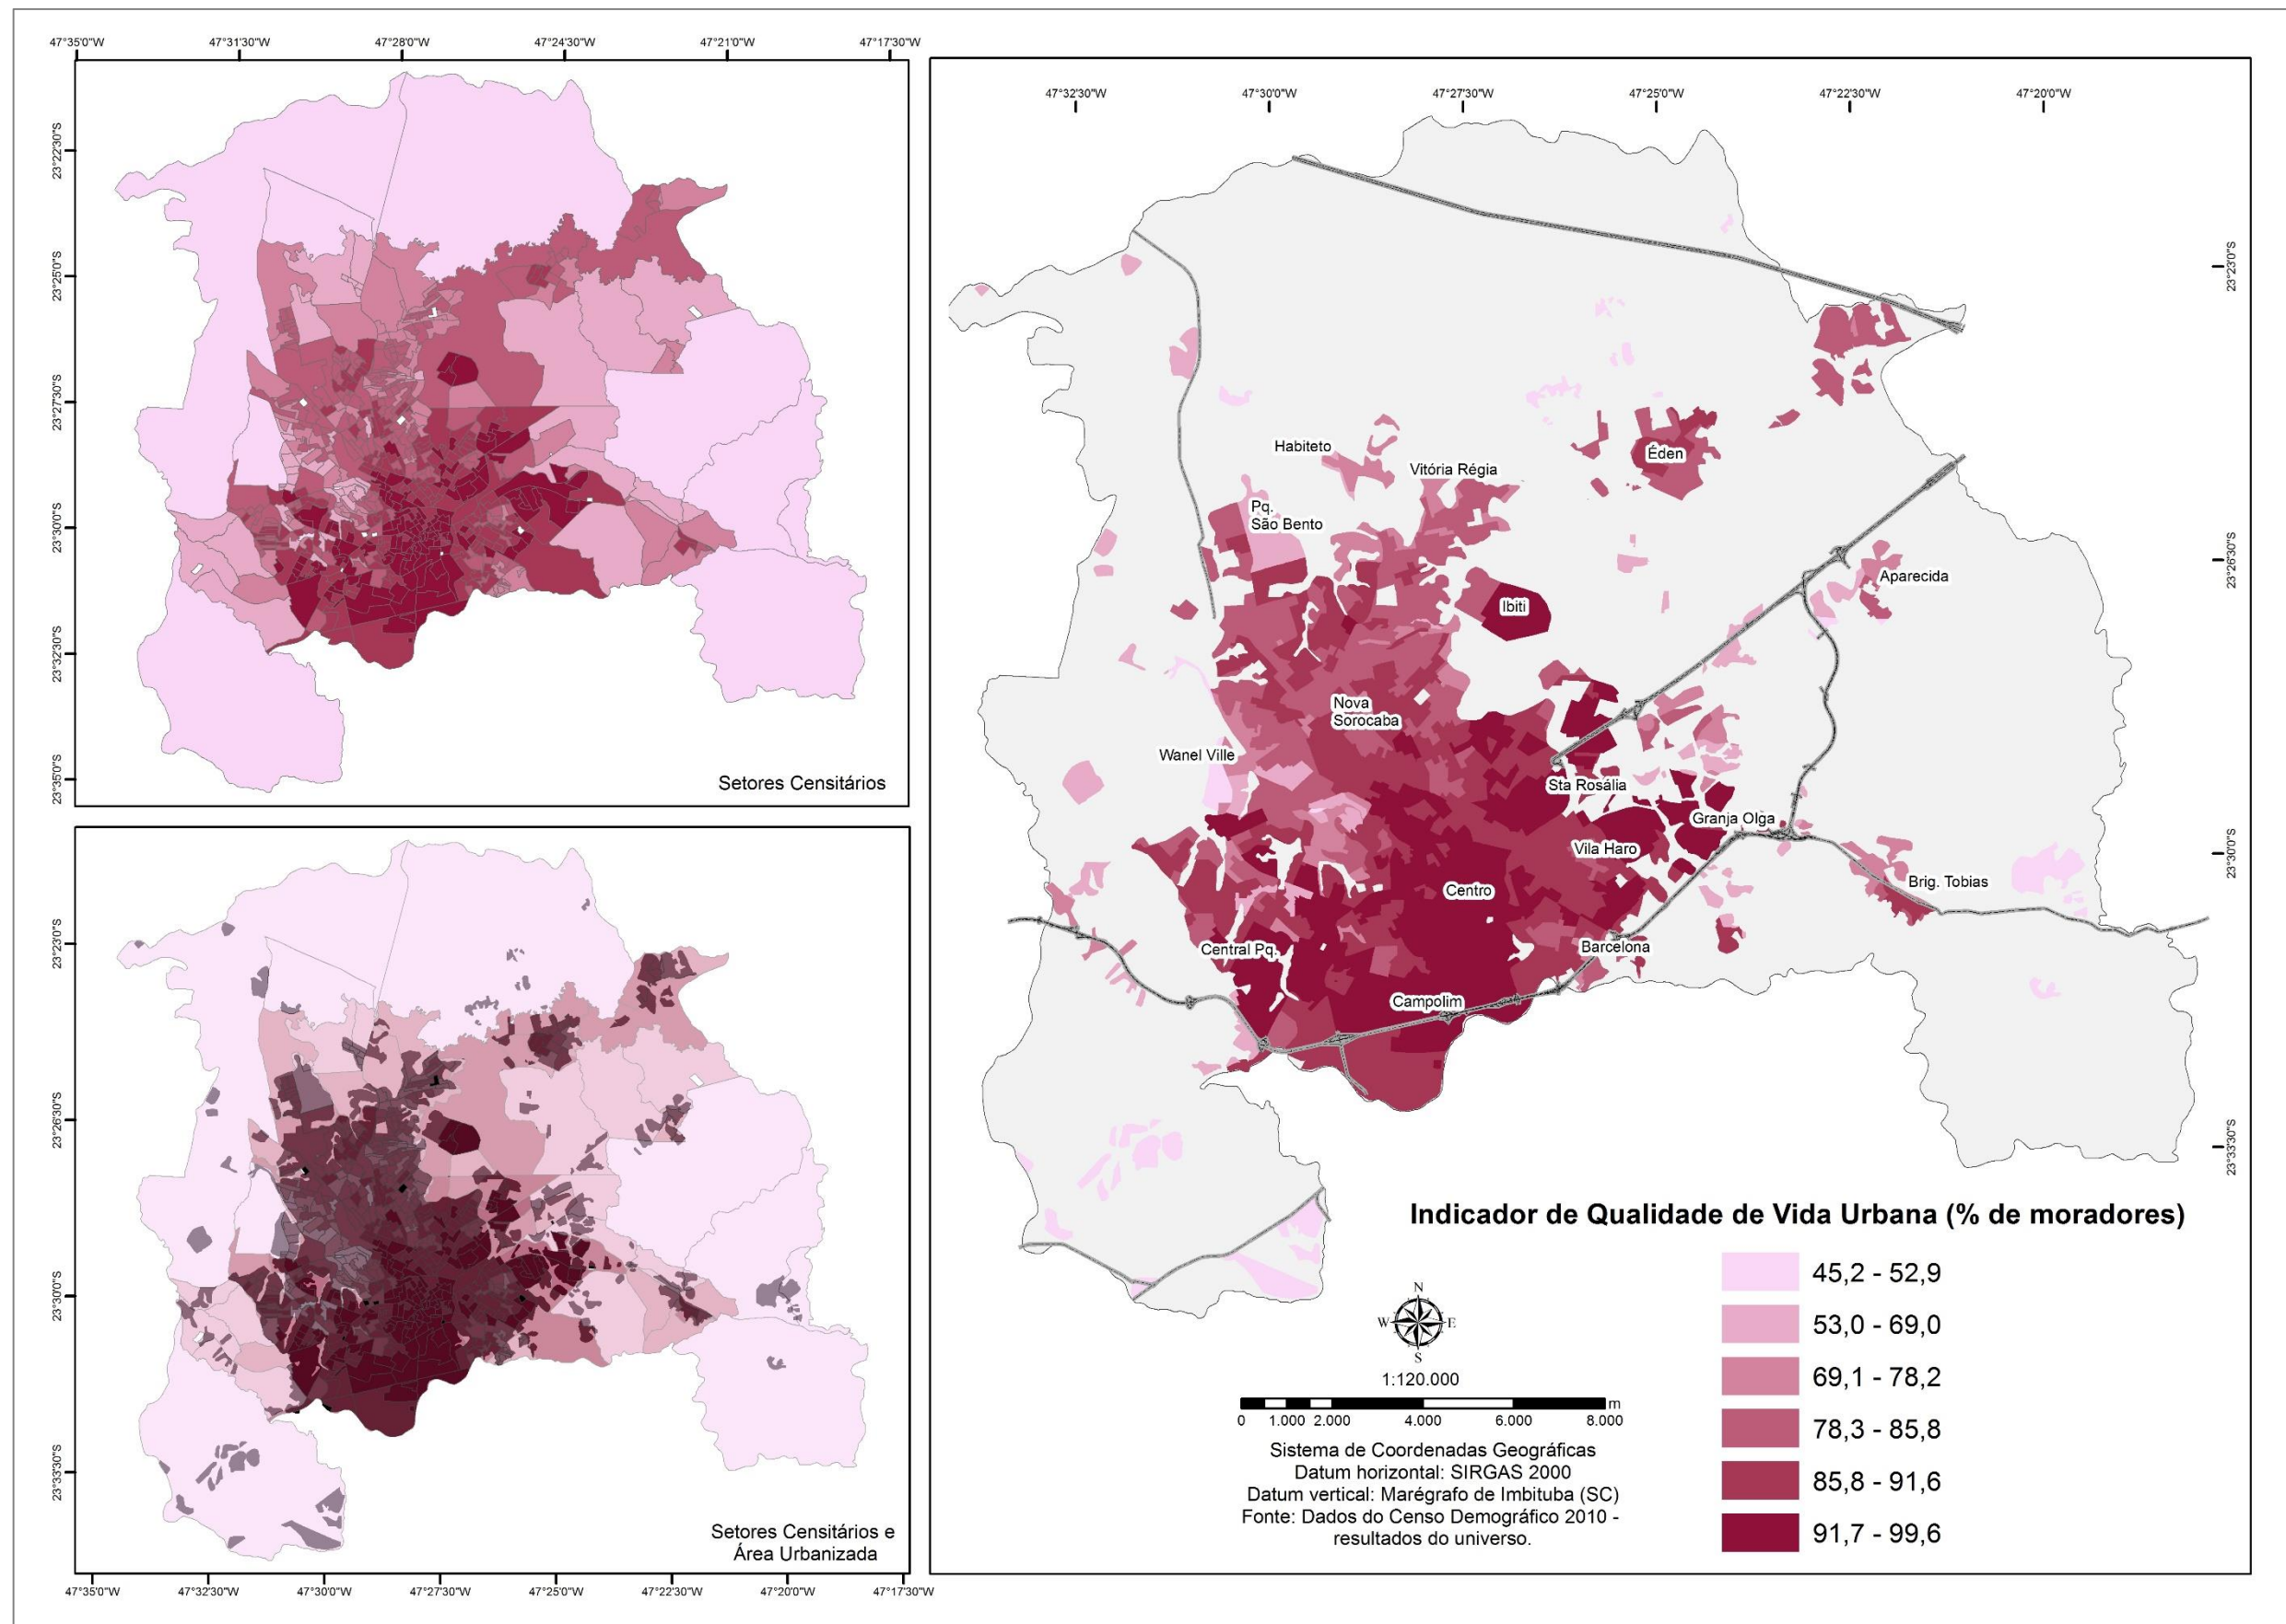 47°35'0"W 47°31'30"W 47°28'0"W 47°24'30"W 47°21'0"W 47°17'30"W
23°22'30"S
23°25'0"S
23°27'30"S
23°30'0"S
23°32'30"S
23°35'0"S
Setores Censitários
23°23'0"S
23°26'30"S
23°30'0"S
23°33'30"S
Setores Censitários e
Área Urbanizada
47°35'0"W 47°32'30"W 47°30'0"W 47°27'30"W 47°25'0"W 47°22'30"W 47°20'0"W 47°17'30"W
47°32'30"W 47°30'0"W 47°27'30"W 47°25'0"W 47°22'30"W 47°20'0"W
23°23'0"S
23°26'30"S
23°30'0"S
23°33'30"S
Habiteto
Vitória Régia
Éden
Pq.
São Bento
Aparecida
Ibiti
Nova
Sorocaba
Wanel Ville
Sta Rosália
Granja Olga
Vila Haro
Brig. Tobias
Centro
Central Pq.
Barcelona
Campolim
Indicador de Qualidade de Vida Urbana (% de moradores)
45,2 - 52,9
53,0 - 69,0
69,1 - 78,2
78,3 - 85,8
85,8 - 91,6
91,7 - 99,6
N
W E
S
1:120.000
m
0 1.000 2.000 4.000 6.000 8.000
Sistema de Coordenadas Geográficas
Datum horizontal: SIRGAS 2000
Datum vertical: Marégrafo de Imbituba (SC)
Fonte: Dados do Censo Demográfico 2010 -
resultados do universo.